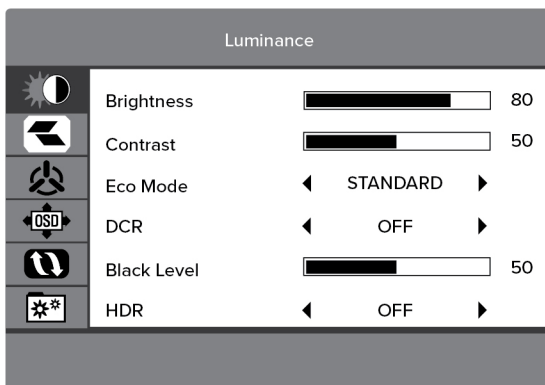 Luminance
Brightness 80
Contrast 50
Eco Mode STANDARD
OSD
DCR OFF
Black Level 50
HDR OFF